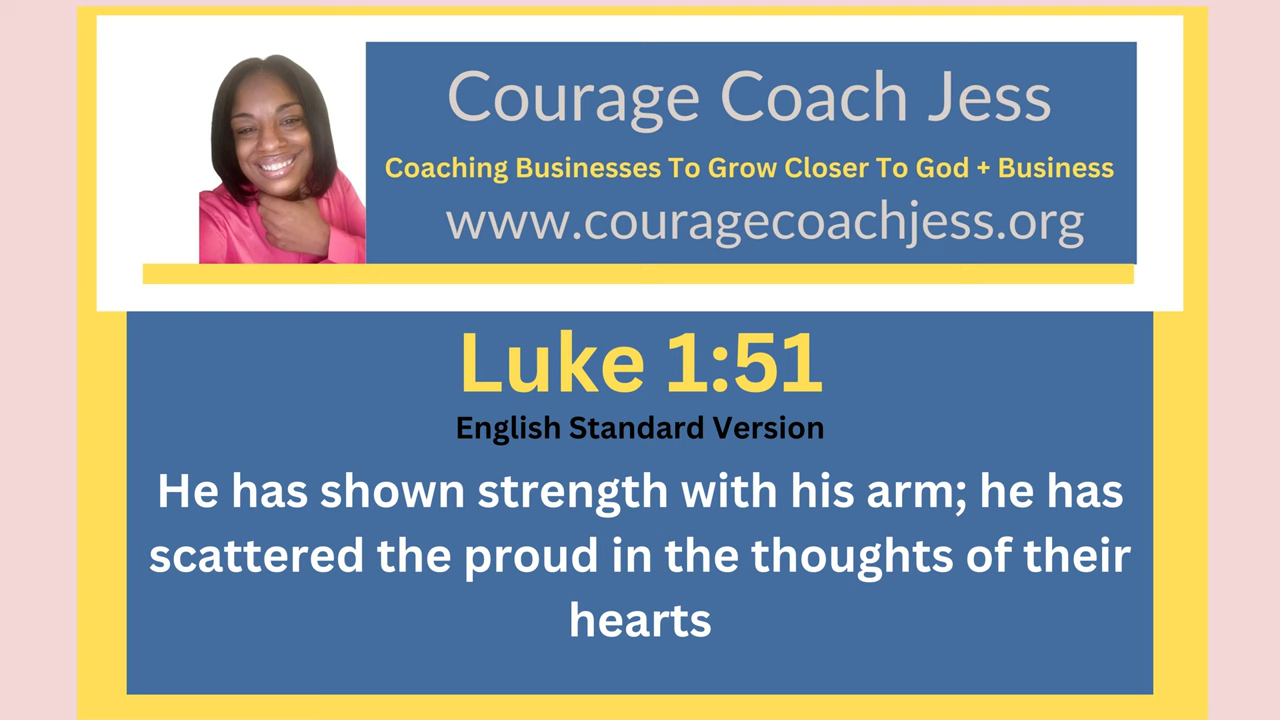 Courage Coach Jess
Coaching Businesses To Grow Closer To God + Business
www.couragecoachjess.org
Luke 1:51
English Standard Version
He has shown strength with his arm; he has
scattered the proud in the thoughts of their
hearts